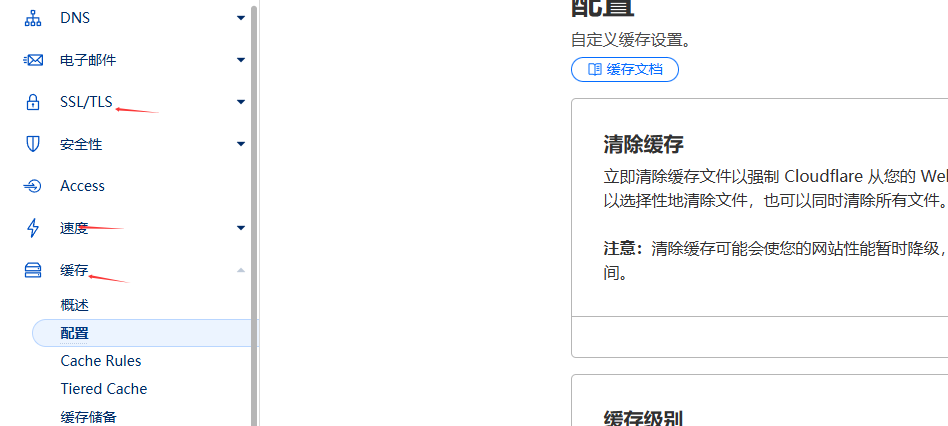 DNS
电子邮件
SSL/TLS
安全性
Access
速度
缓存
概述
配置
Cache Rules
Tiered Cache
缓存储备
配置
自定义缓存设置。
缓存文档
清除缓存
立即清除缓存文件以强制 Cloudflare 从您的 Wel
以选择性地清除文件，也可以同时清除所有文件。
注意：清除缓存可能会使您的网站性能暂时降级，
间。
缓存级别